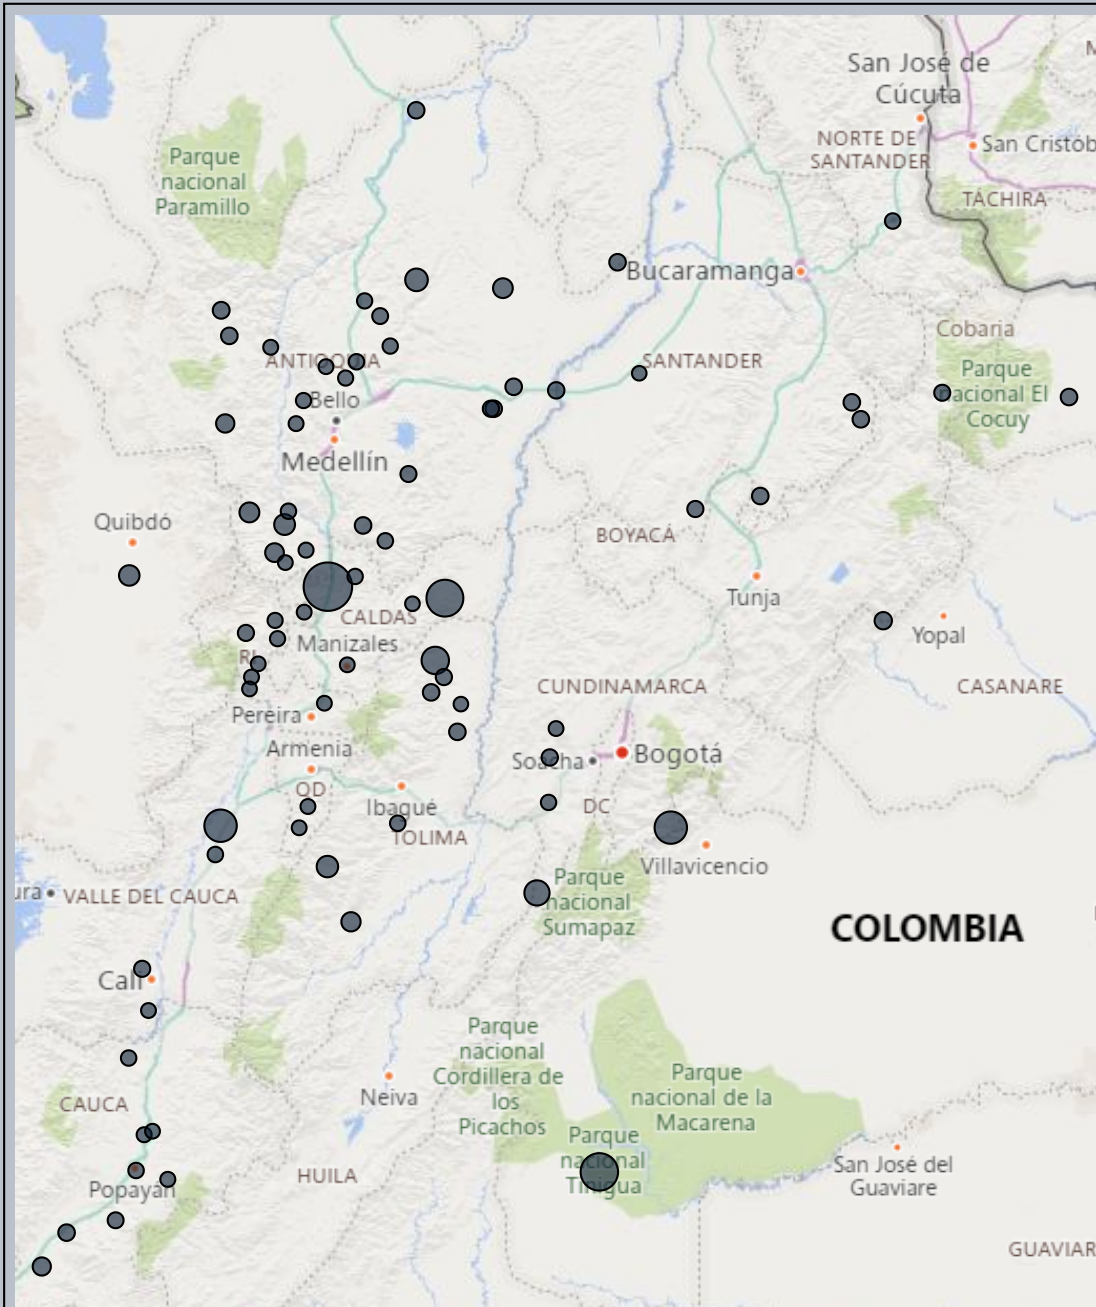 San José de
Cúcuta
NORTE DE
SANTANDER
San Cristób
TÁCHIRA
Parque
nacional
Paramillo
Bucaramanga
Cobaria
ANTIOQUIA
SANTANDER
Parque
nacional El
Cocuy
Bello
Medellín
Quibdó
BOYACÁ
Tunja
CALDAS
Yopal
Manizales
RI
CUNDINAMARCA
CASANARE
Pereira
Armenia
Soacha
Bogotá
QD
Ibagué
DC
TOLIMA
Villavicencio
ura
VALLE DEL CAUCA
Parque
nacional
Sumapaz
COLOMBIA
Cali
Parque
nacional
Cordillera de
los
Picachos
Neiva
Parque
nacional de la
Macarena
CAUCA
Parque
nacional
Tinigua
HUILA
San José del
Guaviare
Popayán
GUAVIAR